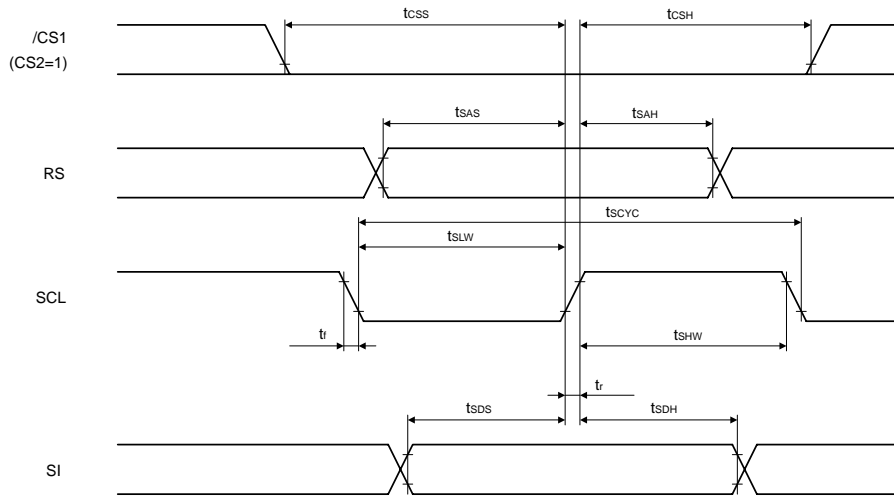 tCSS tCSH
/CS1
(CS2=1)
tSAS tSAH
RS
tSCYC
tSLW
SCL
tf tSHW
tr
tSDS tSDH
SI